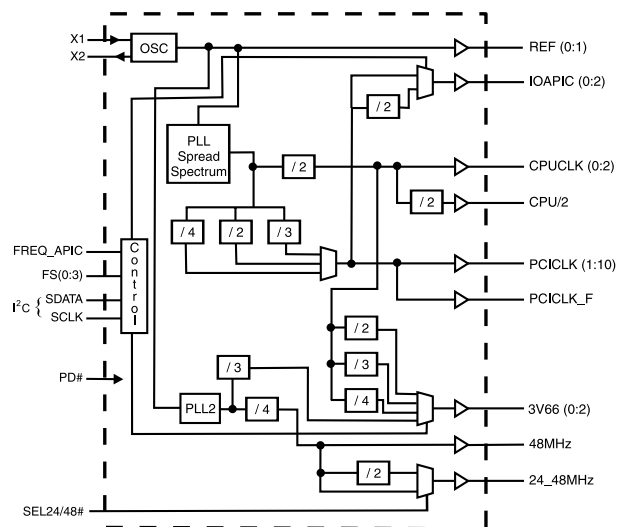 X1
X2
OSC
REF (0:1)
IOAPIC (0:2)
/ 2
PLL
Spread
Spectrum
/ 2
CPUCLK (0:2)
/ 2
CPU/2
/ 4
/ 2
/ 3
FREQ_APIC
FS(0:3)
I²C { SDATA
SCLK
Control
PCICLK (1:10)
PCICLK_F
/ 2
/ 3
/ 4
PD#
/ 3
PLL2
/ 4
3V66 (0:2)
48MHz
/ 2
24_48MHz
SEL24/48#